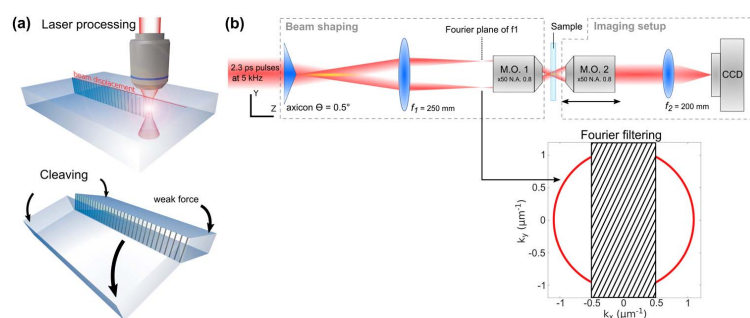 (a)
Laser processing
beam displacement
Cleaving
weak force
(b)
Beam shaping
Fourier plane of f1
Sample
Imaging setup
2.3 ps pulses
at 5 kHz
Y
Z
axicon Θ = 0.5°
f₁ = 250 mm
M.O. 1
x50 N.A. 0.8
M.O. 2
x50 N.A. 0.8
f₂ = 200 mm
CCD
Fourier filtering
1
0.5
0
-0.5
-1
kᵧ (μm⁻¹)
-1
-0.5
0
0.5
1
kₓ (μm⁻¹)